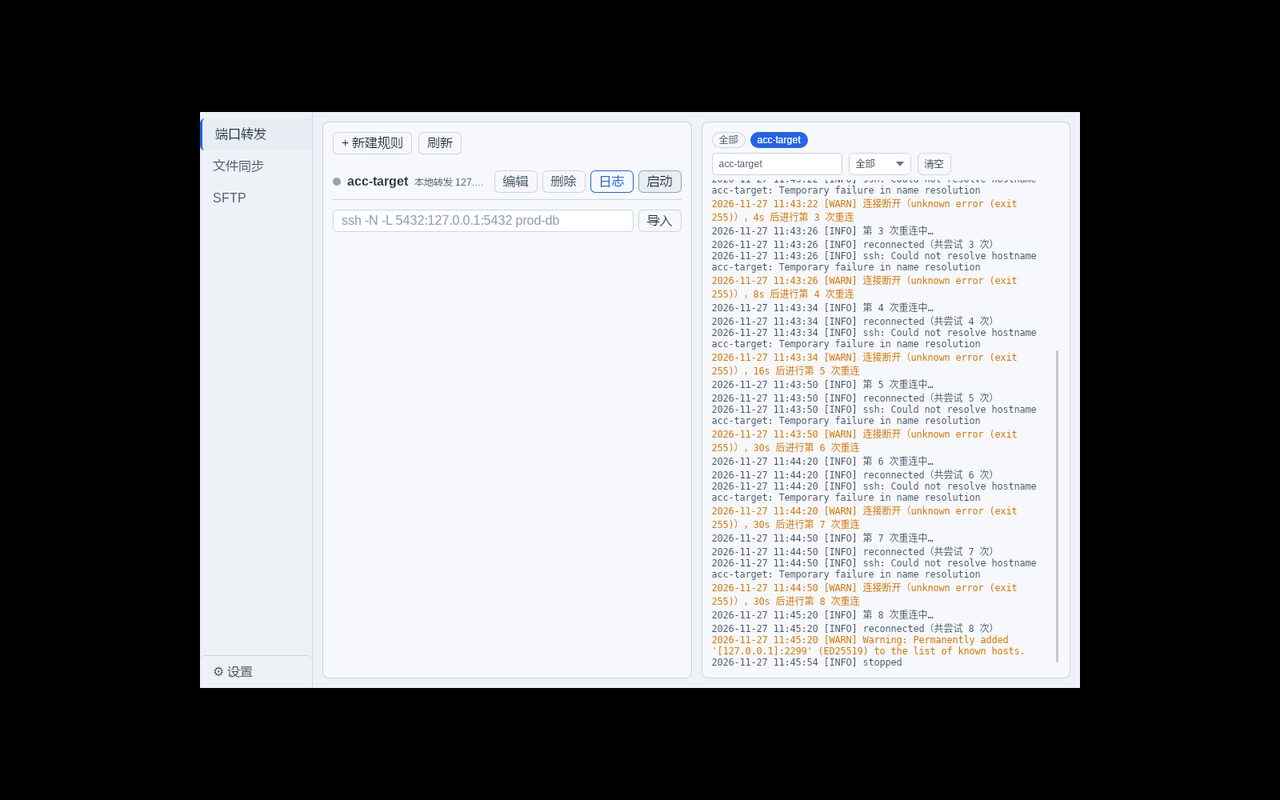 端口转发
文件同步
SFTP
⚙ 设置
+ 新建规则
刷新
acc-target 本地转发 127.… 编辑 删除 日志 启动
ssh -N -L 5432:127.0.0.1:5432 prod-db 导入
全部 acc-target
acc-target 全部 清空
2026-11-27 11:43:22 [INFO] ssh: Could not resolve hostname
acc-target: Temporary failure in name resolution
2026-11-27 11:43:22 [WARN] 连接断开（unknown error (exit
255)），4s 后进行第 3 次重连
2026-11-27 11:43:26 [INFO] 第 3 次重连中…
2026-11-27 11:43:26 [INFO] reconnected（共尝试 3 次）
2026-11-27 11:43:26 [INFO] ssh: Could not resolve hostname
acc-target: Temporary failure in name resolution
2026-11-27 11:43:26 [WARN] 连接断开（unknown error (exit
255)），8s 后进行第 4 次重连
2026-11-27 11:43:34 [INFO] 第 4 次重连中…
2026-11-27 11:43:34 [INFO] reconnected（共尝试 4 次）
2026-11-27 11:43:34 [INFO] ssh: Could not resolve hostname
acc-target: Temporary failure in name resolution
2026-11-27 11:43:34 [WARN] 连接断开（unknown error (exit
255)），16s 后进行第 5 次重连
2026-11-27 11:43:50 [INFO] 第 5 次重连中…
2026-11-27 11:43:50 [INFO] reconnected（共尝试 5 次）
2026-11-27 11:43:50 [INFO] ssh: Could not resolve hostname
acc-target: Temporary failure in name resolution
2026-11-27 11:43:50 [WARN] 连接断开（unknown error (exit
255)），30s 后进行第 6 次重连
2026-11-27 11:44:20 [INFO] 第 6 次重连中…
2026-11-27 11:44:20 [INFO] reconnected（共尝试 6 次）
2026-11-27 11:44:20 [INFO] ssh: Could not resolve hostname
acc-target: Temporary failure in name resolution
2026-11-27 11:44:20 [WARN] 连接断开（unknown error (exit
255)），30s 后进行第 7 次重连
2026-11-27 11:44:50 [INFO] 第 7 次重连中…
2026-11-27 11:44:50 [INFO] reconnected（共尝试 7 次）
2026-11-27 11:44:50 [INFO] ssh: Could not resolve hostname
acc-target: Temporary failure in name resolution
2026-11-27 11:44:50 [WARN] 连接断开（unknown error (exit
255)），30s 后进行第 8 次重连
2026-11-27 11:45:20 [INFO] 第 8 次重连中…
2026-11-27 11:45:20 [INFO] reconnected（共尝试 8 次）
2026-11-27 11:45:20 [WARN] Warning: Permanently added
'[127.0.0.1]:2299' (ED25519) to the list of known hosts.
2026-11-27 11:45:54 [INFO] stopped